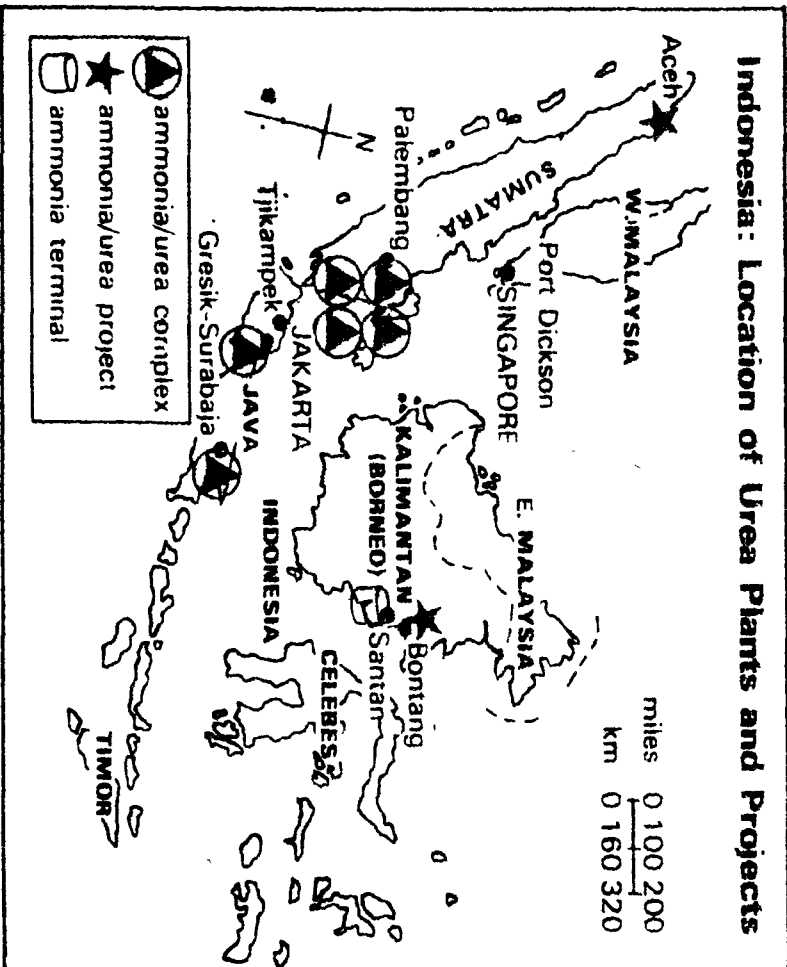 Indonesia: Location of Urea Plants and Projects
miles 0 100 200
km 0 160 320
Aceh
W. MALAYSIA
SUMATRA
Port Dickson
SINGAPORE
E. MALAYSIA
N
Palembang
KALIMANTAN
(BORNEO)
Bontang
Santan
Tjikampek
JAKARTA
INDONESIA
CELEBES
Gresik-Surabaja
JAVA
TIMOR
ammonia/urea complex
ammonia/urea project
ammonia terminal